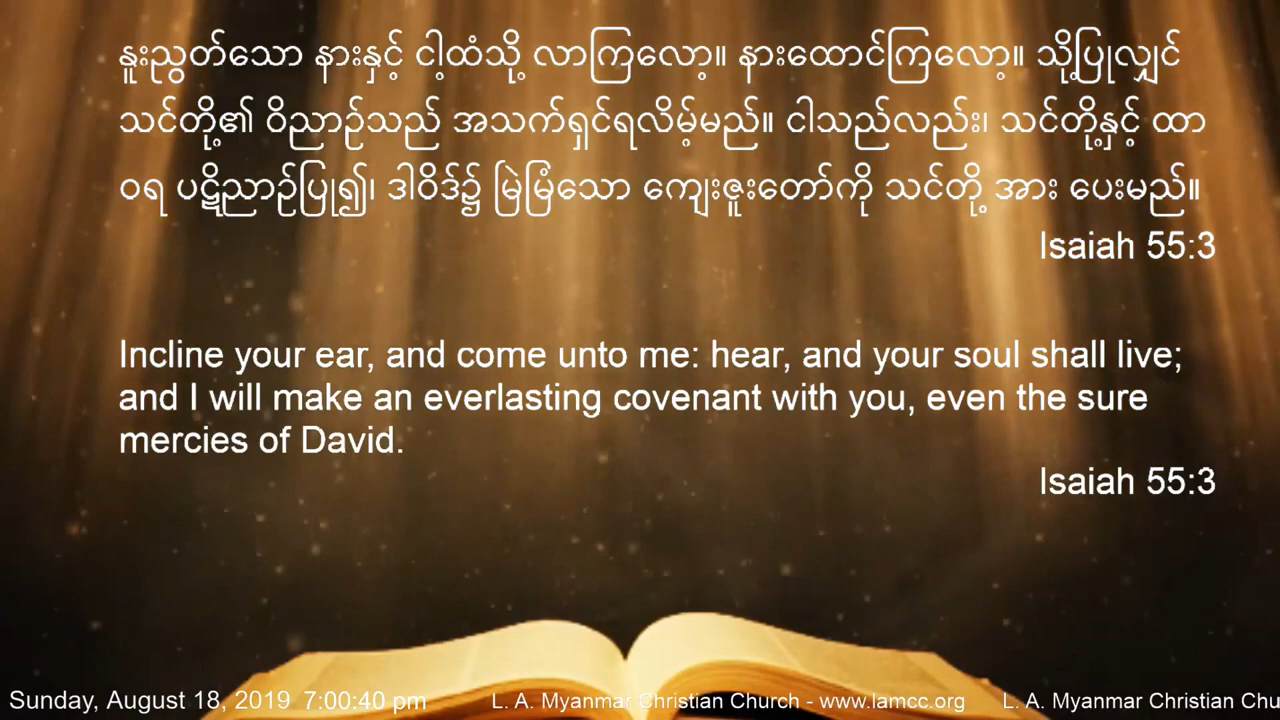 နူးညွတ်သော နားနှင့် ငါ့ထံသို့ လာကြလော့။ နားထောင်ကြလော့။ သို့ပြုလျှင်
သင်တို့၏ ဝိညာဉ်သည် အသက်ရှင်ရလိမ့်မည်။ ငါသည်လည်း၊ သင်တို့နှင့် ထာ
ဝရ ပဋိညာဉ်ပြု၍၊ ဒါဝိဒ်၌ မြဲမြံသော ကျေးဇူးတော်ကို သင်တို့ အား ပေးမည်။
Isaiah 55:3
Incline your ear, and come unto me: hear, and your soul shall live;
and I will make an everlasting covenant with you, even the sure
mercies of David.
Isaiah 55:3
Sunday, August 18, 2019 7:00:40 pm L. A. Myanmar Christian Church - www.lamcc.org L. A. Myanmar Christian Chu